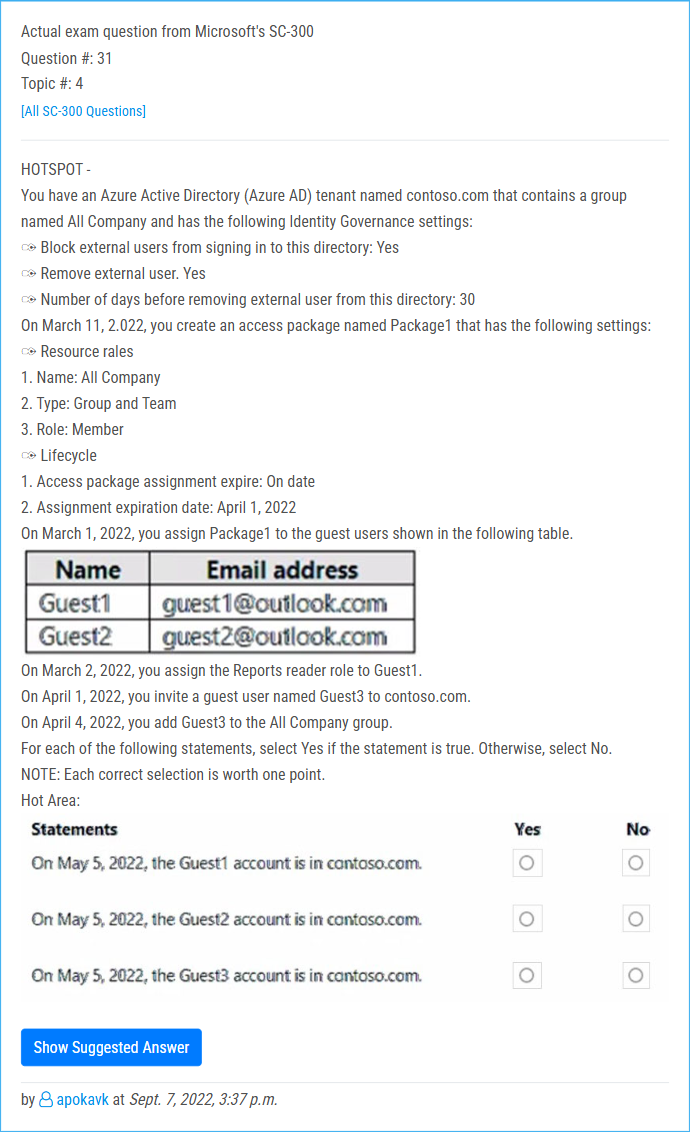 Actual exam question from Microsoft's SC-300
Question #: 31
Topic #: 4
[All SC-300 Questions]
HOTSPOT -
You have an Azure Active Directory (Azure AD) tenant named contoso.com that contains a group
named All Company and has the following Identity Governance settings:
Block external users from signing in to this directory: Yes
Remove external user. Yes
Number of days before removing external user from this directory: 30
On March 11, 2.022, you create an access package named Package1 that has the following settings:
Resource rales
1. Name: All Company
2. Type: Group and Team
3. Role: Member
Lifecycle
1. Access package assignment expire: On date
2. Assignment expiration date: April 1, 2022
On March 1, 2022, you assign Package1 to the guest users shown in the following table.
Name Email address
Guest1 guest1@outlook.com
Guest2 guest2@outlook.com
On March 2, 2022, you assign the Reports reader role to Guest1.
On April 1, 2022, you invite a guest user named Guest3 to contoso.com.
On April 4, 2022, you add Guest3 to the All Company group.
For each of the following statements, select Yes if the statement is true. Otherwise, select No.
NOTE: Each correct selection is worth one point.
Hot Area:
Statements Yes No
On May 5, 2022, the Guest1 account is in contoso.com.
On May 5, 2022, the Guest2 account is in contoso.com.
On May 5, 2022, the Guest3 account is in contoso.com.
Show Suggested Answer
by apokavk at Sept. 7, 2022, 3:37 p.m.